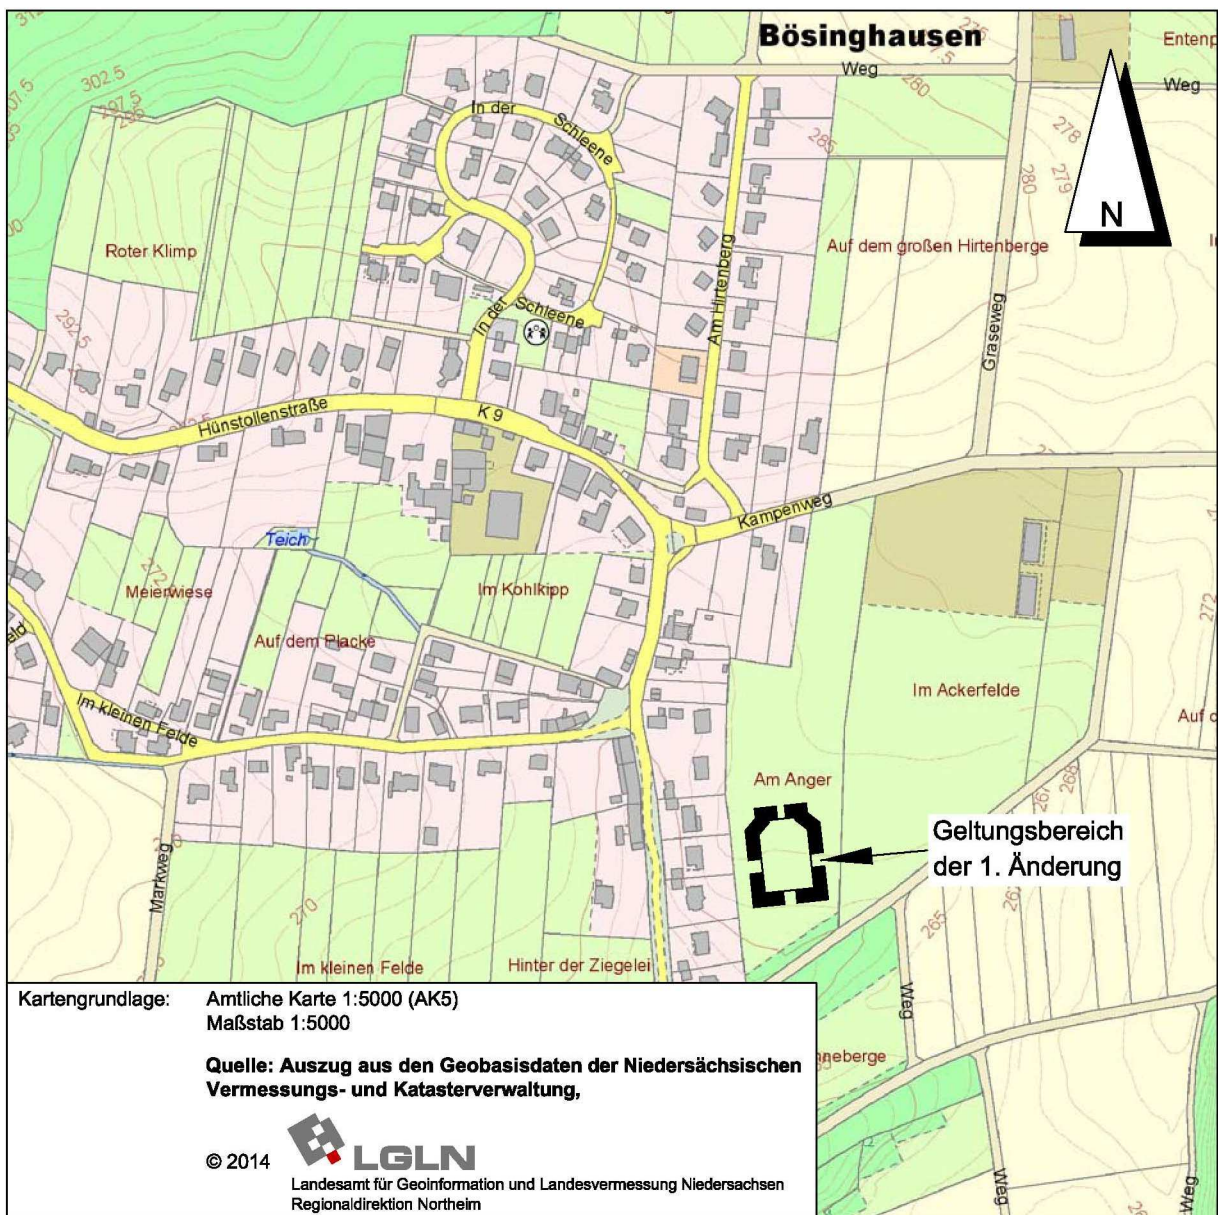 Bösinghausen
Weg
Weg
N
302.5
280
275
285
278
279
280
In der
Schleene
Roter Klimp
Auf dem großen Hirtenberge
Am Hirtenberg
Graseweg
In der
Schleene
292.5
Hünstollenstraße
K 9
Kampenweg
Teich
272.5
Meierwiese
Im Kohlkipp
Auf dem Placke
272
Im Ackerfelde
Im kleinen Felde
Am Anger
268
Geltungsbereich
der 1. Änderung
Markweg
270
265
Im kleinen Felde
Hinter der Ziegelei
Weg
Weg
Weg
Kartengrundlage: Amtliche Karte 1:5000 (AK5)
Maßstab 1:5000
Quelle: Auszug aus den Geobasisdaten der Niedersächsischen
Vermessungs- und Katasterverwaltung,
© 2014 LGLN
Landesamt für Geoinformation und Landesvermessung Niedersachsen
Regionaldirektion Northeim